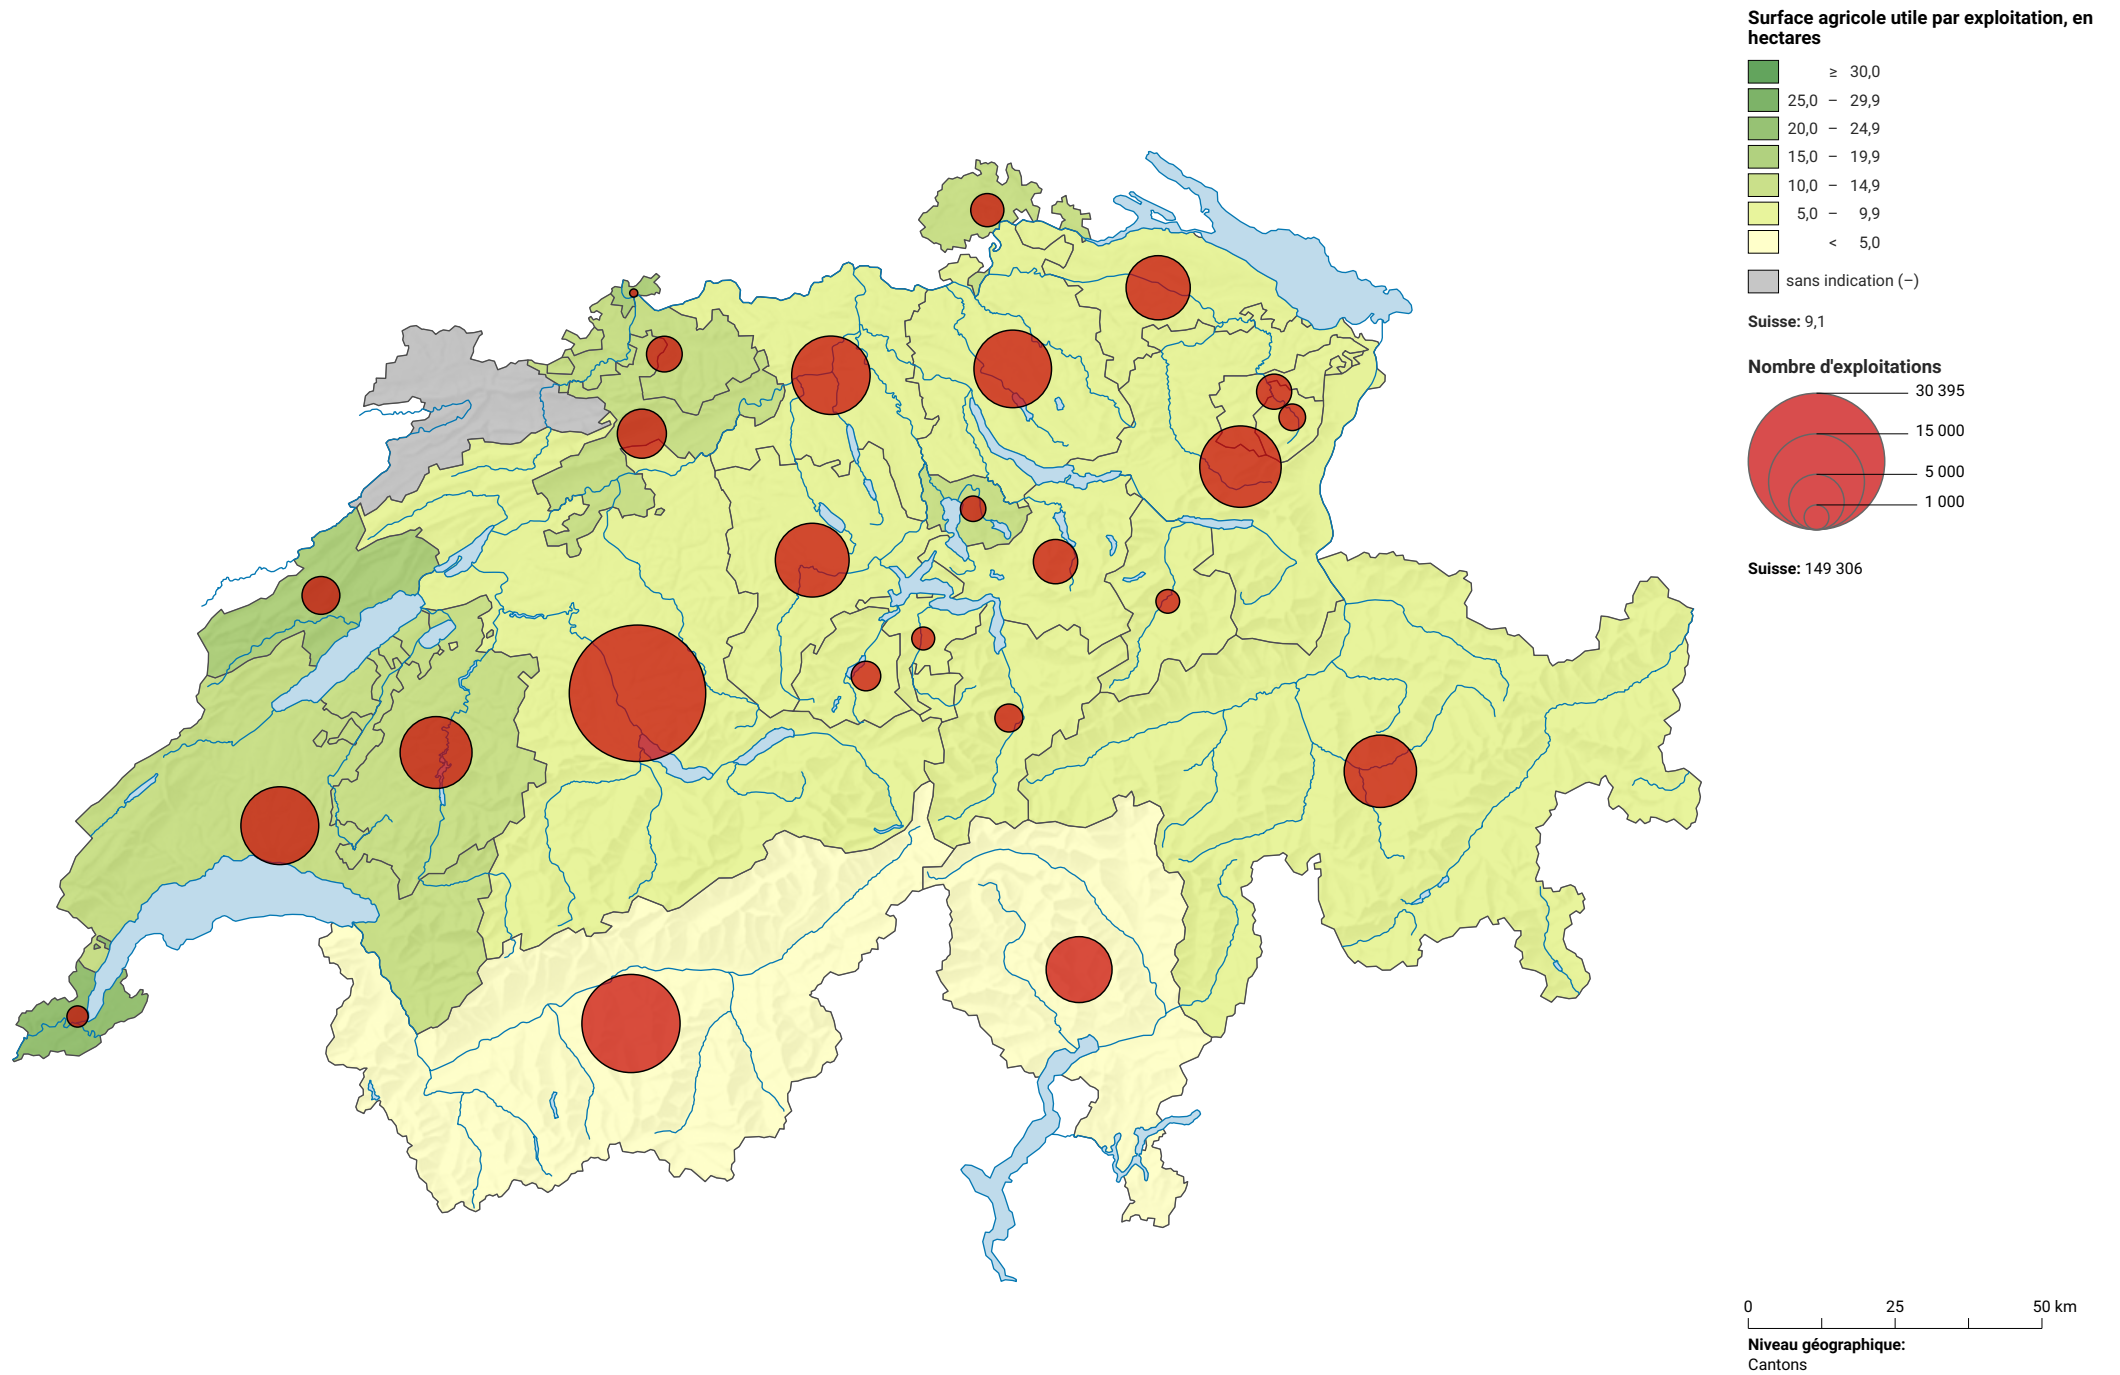 Surface agricole utile par exploitation, en
hectares
≥ 30,0
25,0 – 29,9
20,0 – 24,9
15,0 – 19,9
10,0 – 14,9
5,0 – 9,9
< 5,0
sans indication (–)
Suisse: 9,1
Nombre d'exploitations
30 395
15 000
5 000
1 000
Suisse: 149 306
0 25 50 km
Niveau géographique:
Cantons